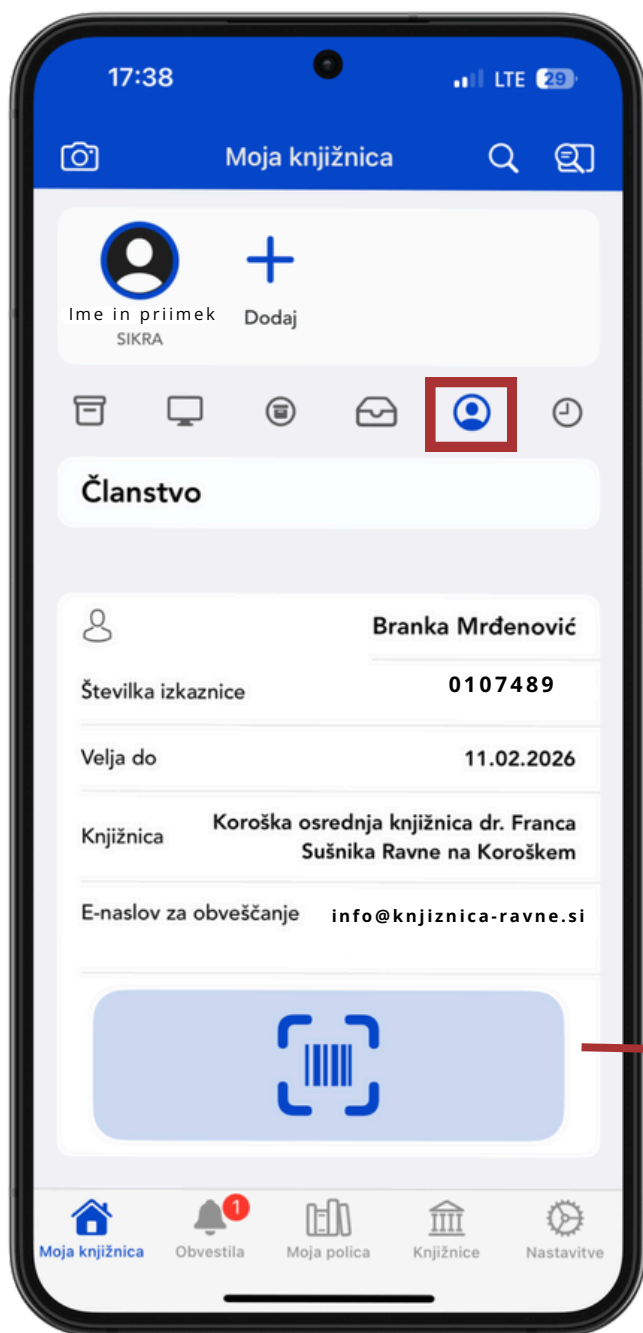 17:38 LTE 29
Moja knjižnica
Ime in priimek
SIKRA
Dodaj
Članstvo
Branka Mrđenović
Številka izkaznice 0107489
Velja do 11.02.2026
Knjižnica Koroška osrednja knjižnica dr. Franca
Sušnika Ravne na Koroškem
E-naslov za obveščanje info@knjiznica-ravne.si
1
Moja knjižnica Obvestila Moja polica Knjižnice Nastavitve